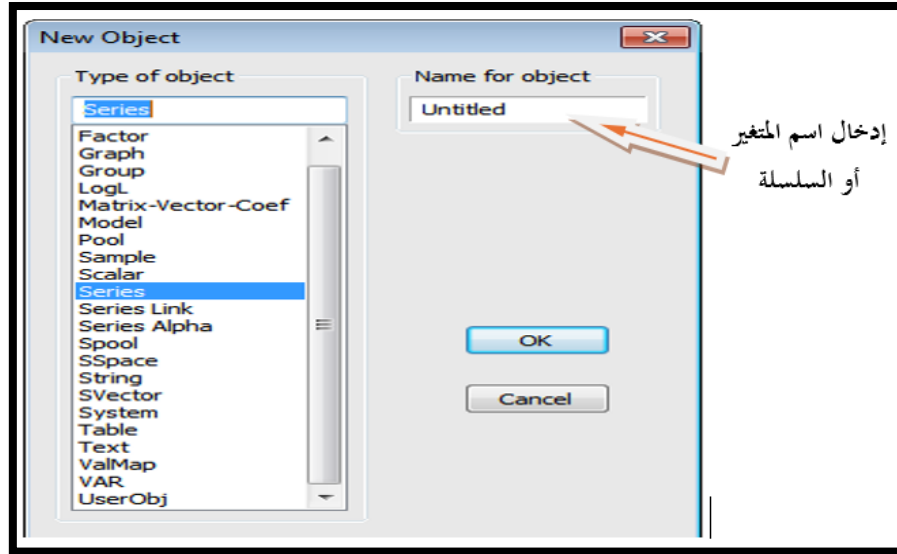 New Object
Type of object
Name for object
Series
Untitled
Factor
Graph
Group
LogL
Matrix-Vector-Coef
Model
Pool
Sample
Scalar
Series
Series Link
Series Alpha
Spool
SSpace
String
SVector
System
Table
Text
ValMap
VAR
UserObj
OK
Cancel
إدخال اسم المتغير
أو السلسلة